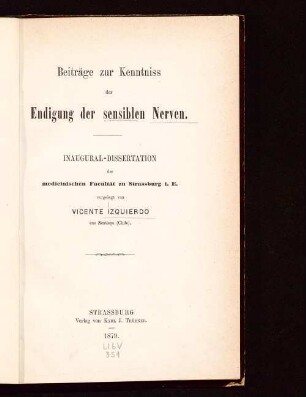 Beiträge zur Kenntniss
der
Endigung der sensiblen Nerven.
INAUGURAL-DISSERTATION
der
medicinischen Facultät zu Strassburg i. E.
vorgelegt von
VICENTE IZQUIERDO
aus Santiago (Chile).
STRASSBURG
Verlag von Karl J. Trübner.
1879.